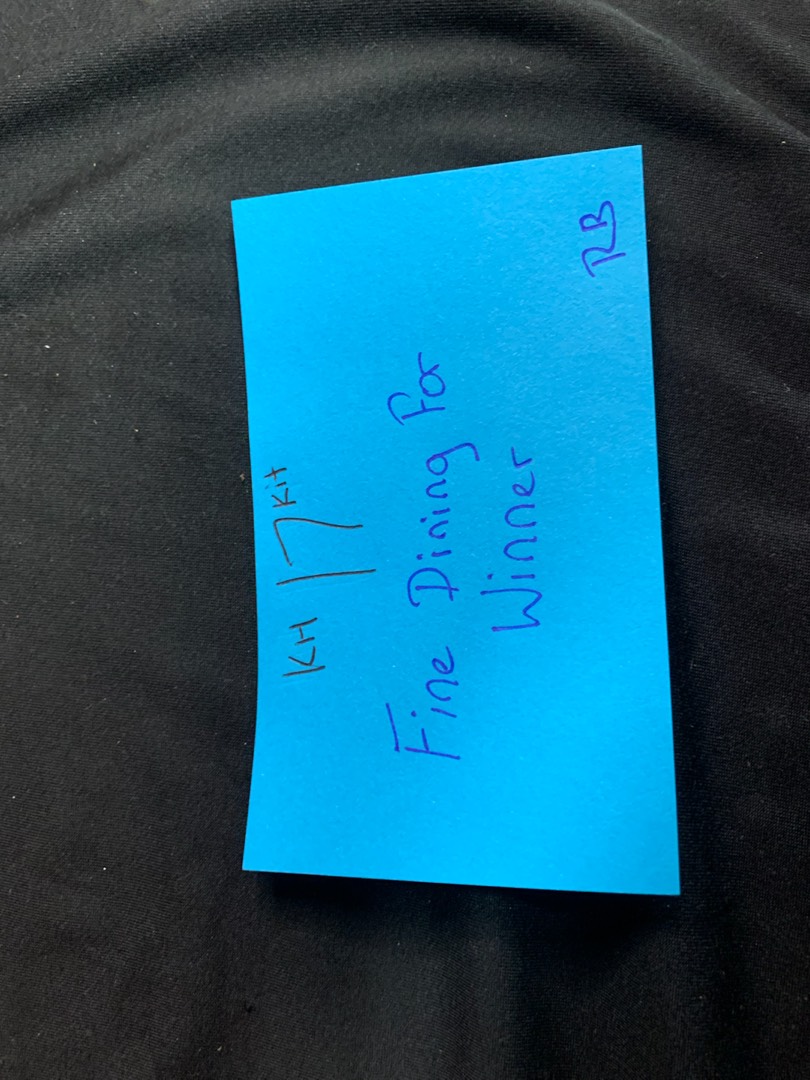 KH 17 Kit
Fine Dining For
Winner
RB